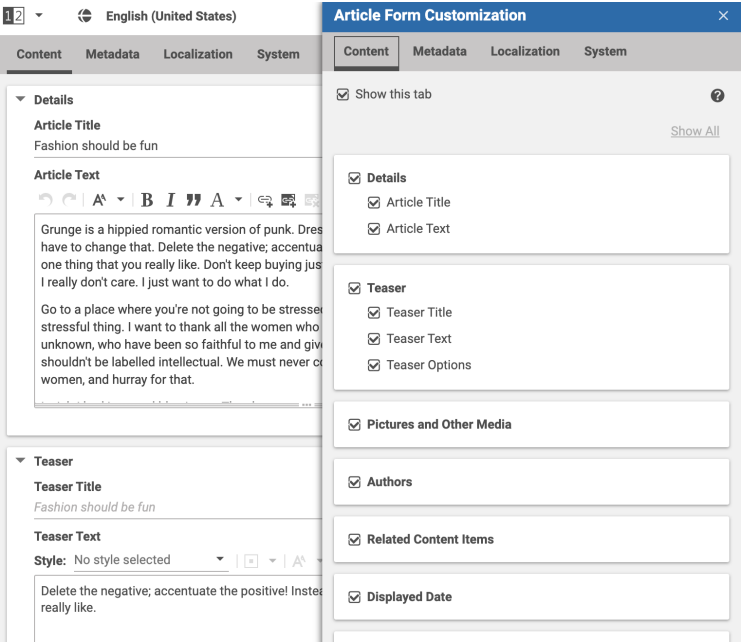 12
English (United States)
Content Metadata Localization System
Details
Article Title
Fashion should be fun
Article Text
Grunge is a hippied romantic version of punk. Dres
have to change that. Delete the negative; accentua
one thing that you really like. Don't keep buying jus
I really don't care. I just want to do what I do.
Go to a place where you're not going to be stressed
stressful thing. I want to thank all the women who
unknown, who have been so faithful to me and give
shouldn't be labelled intellectual. We must never co
women, and hurray for that.
Teaser
Teaser Title
Fashion should be fun
Teaser Text
Style: No style selected
Delete the negative; accentuate the positive! Instea
really like.
Article Form Customization
Content Metadata Localization System
Show this tab
Show All
Details
Article Title
Article Text
Teaser
Teaser Title
Teaser Text
Teaser Options
Pictures and Other Media
Authors
Related Content Items
Displayed Date